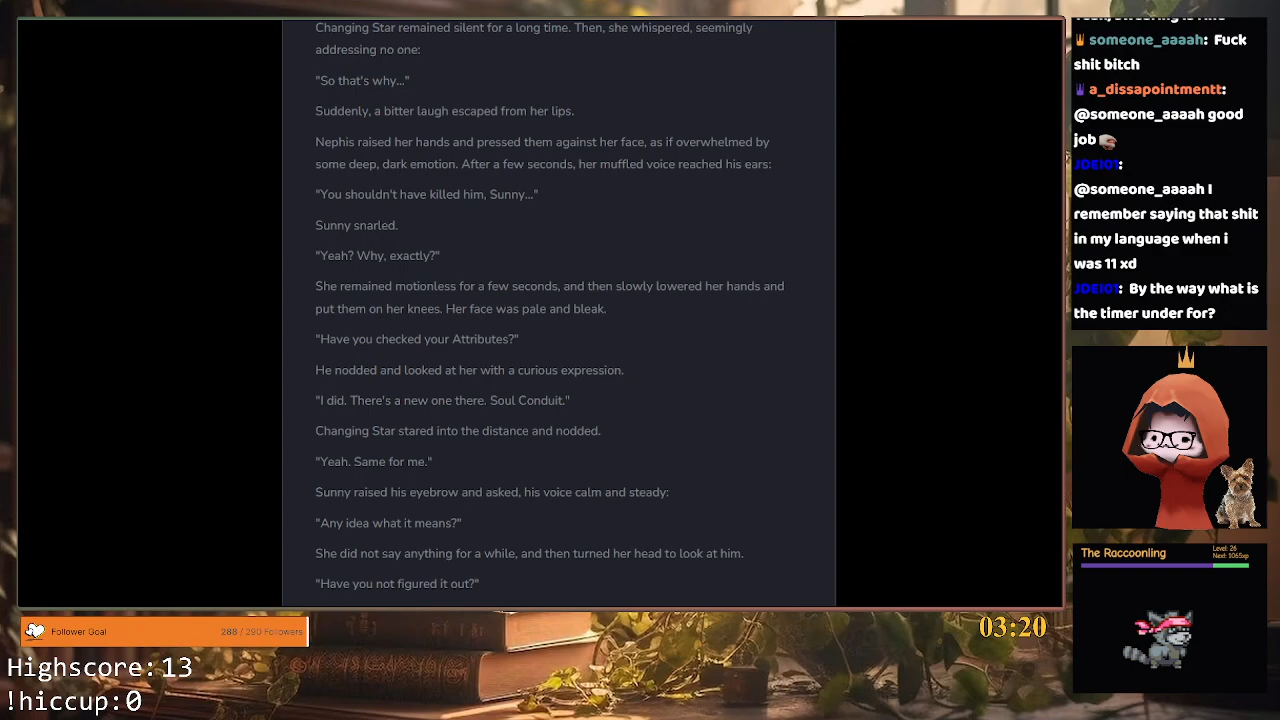 Changing Star remained silent for a long time. Then, she whispered, seemingly
addressing no one:
"So that's why..."
Suddenly, a bitter laugh escaped from her lips.
Nephis raised her hands and pressed them against her face, as if overwhelmed by
some deep, dark emotion. After a few seconds, her muffled voice reached his ears:
"You shouldn't have killed him, Sunny..."
Sunny snarled.
"Yeah? Why, exactly?"
She remained motionless for a few seconds, and then slowly lowered her hands and
put them on her knees. Her face was pale and bleak.
"Have you checked your Attributes?"
He nodded and looked at her with a curious expression.
"I did. There's a new one there. Soul Conduit."
Changing Star stared into the distance and nodded.
"Yeah. Same for me."
Sunny raised his eyebrow and asked, his voice calm and steady:
"Any idea what it means?"
She did not say anything for a while, and then turned her head to look at him.
"Have you not figured it out?"
someone_aaaah: Fuck
shit bitch
a_dissapointmentt:
@someone_aaaah good
job
JDEI01:
@someone_aaaah I
remember saying that shit
in my language when i
was 11 xd
JDEI01: By the way what is
the timer under for?
The Raccoonling
Level: 26
Next: 1065xp
Follower Goal
288 / 290 Followers
03:20
Highscore:13
!hiccup:0